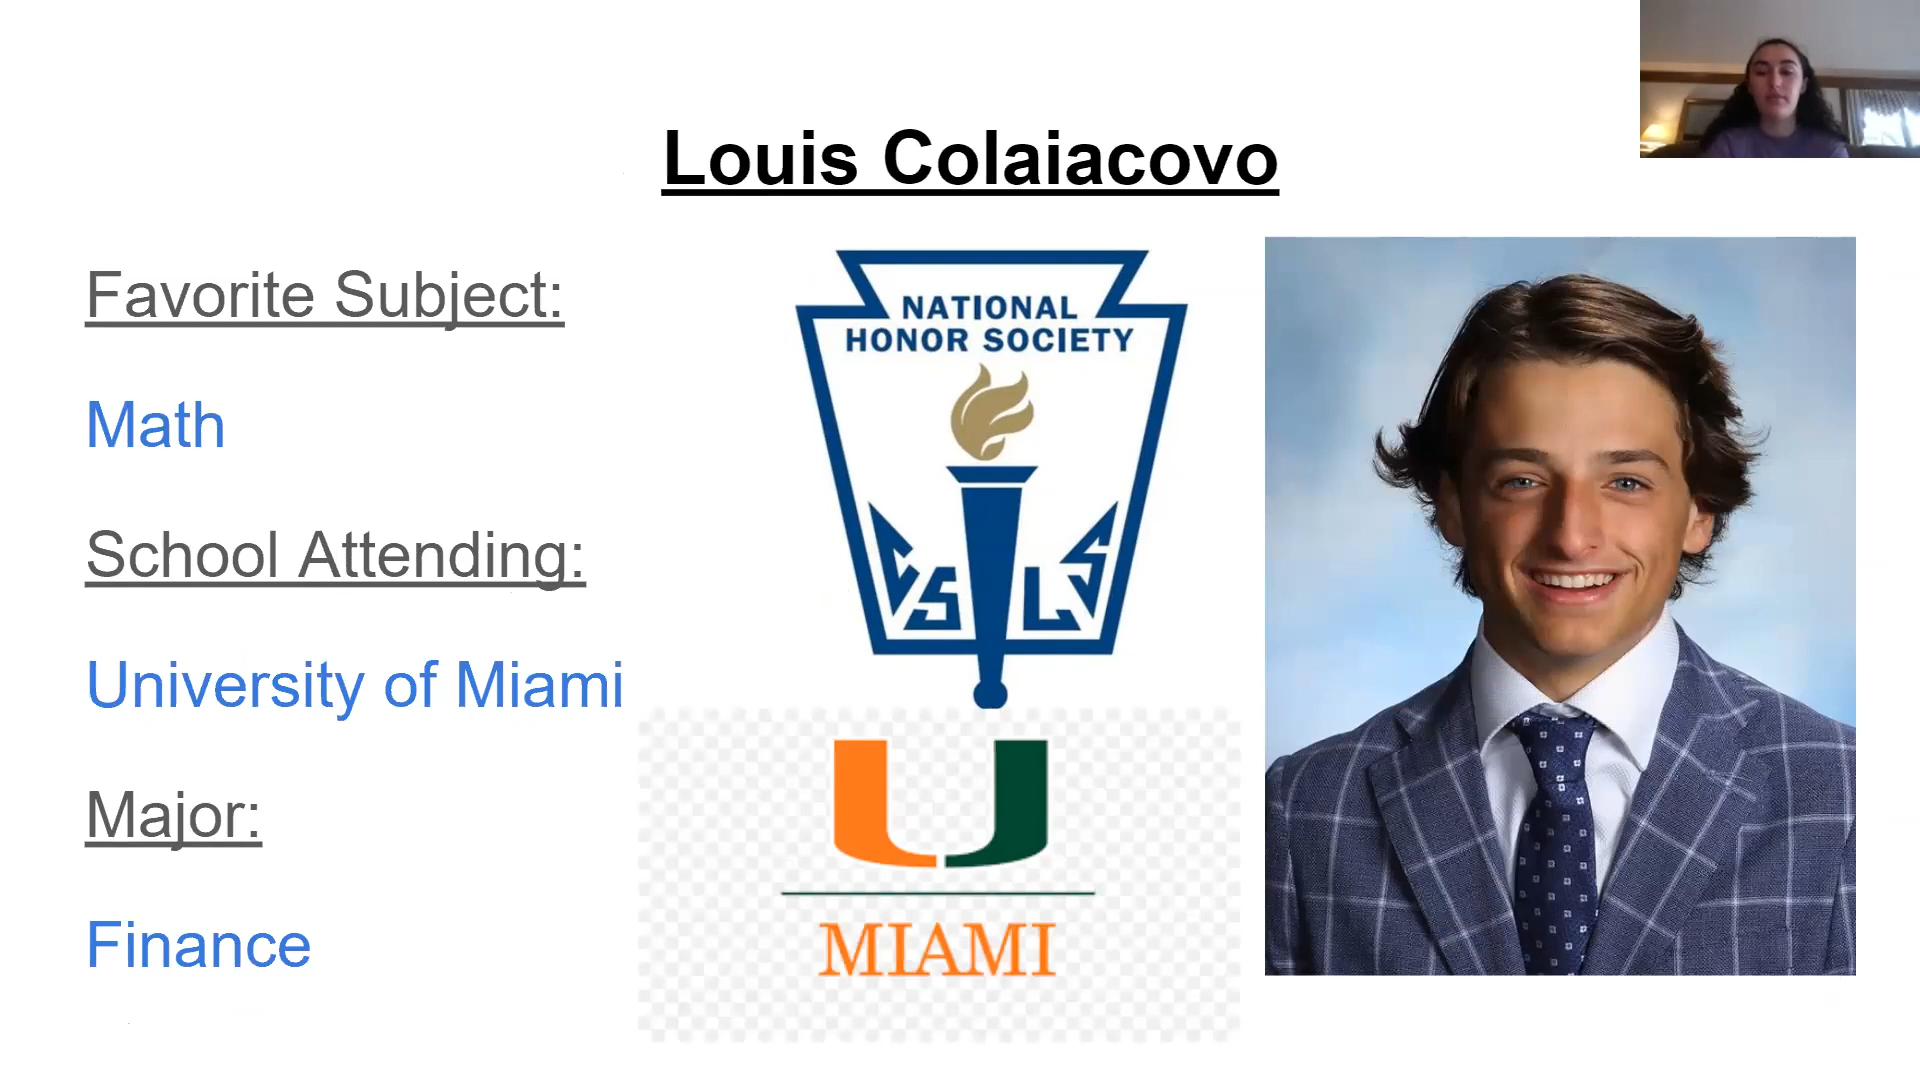 Louis Colaiacovo
Favorite Subject:
Math
School Attending:
University of Miami
Major:
Finance
NATIONAL
HONOR SOCIETY
C S L S
MIAMI